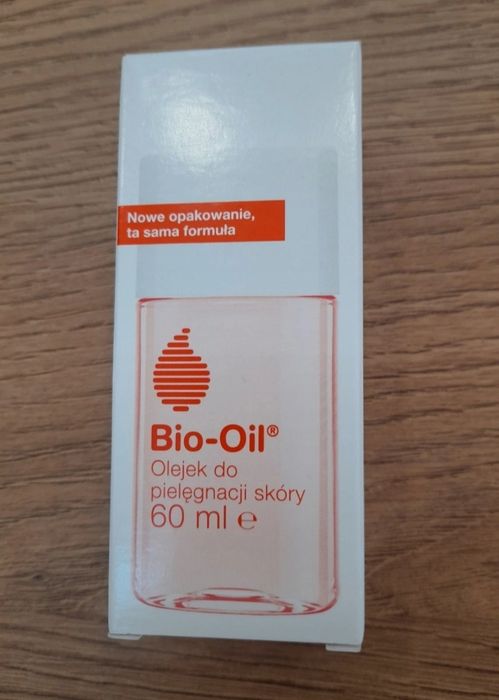 Nowe opakowanie,
ta sama formuła
Bio-Oil®
Olejek do
pielęgnacji skóry
60 ml ℮